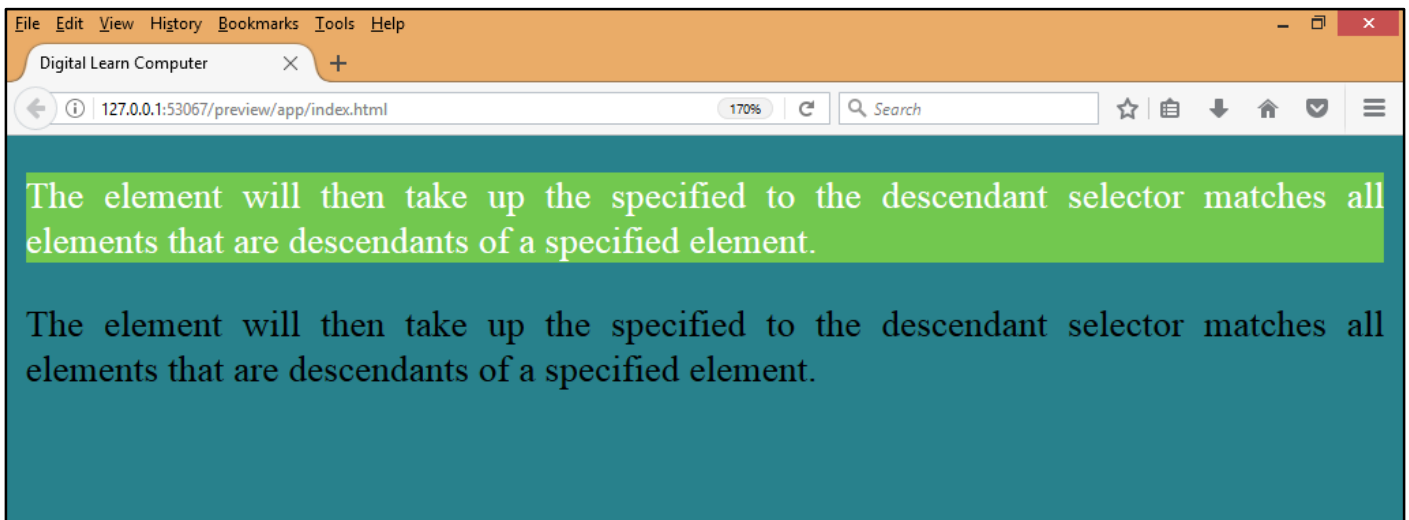 File Edit View History Bookmarks Tools Help
Digital Learn Computer
127.0.0.1:53067/preview/app/index.html 170% Search
The element will then take up the specified to the descendant selector matches all
elements that are descendants of a specified element.
The element will then take up the specified to the descendant selector matches all
elements that are descendants of a specified element.